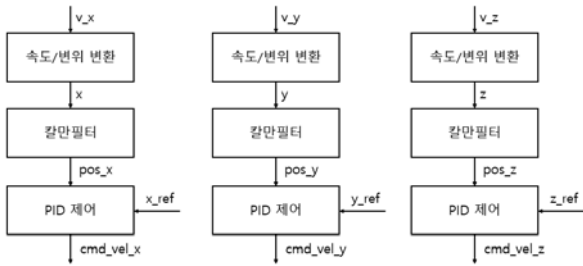 v_x v_y v_z
속도/변위 변환 속도/변위 변환 속도/변위 변환
x y z
칼만필터 칼만필터 칼만필터
pos_x pos_y pos_z
PID 제어 x_ref PID 제어 y_ref PID 제어 z_ref
cmd_vel_x cmd_vel_y cmd_vel_z